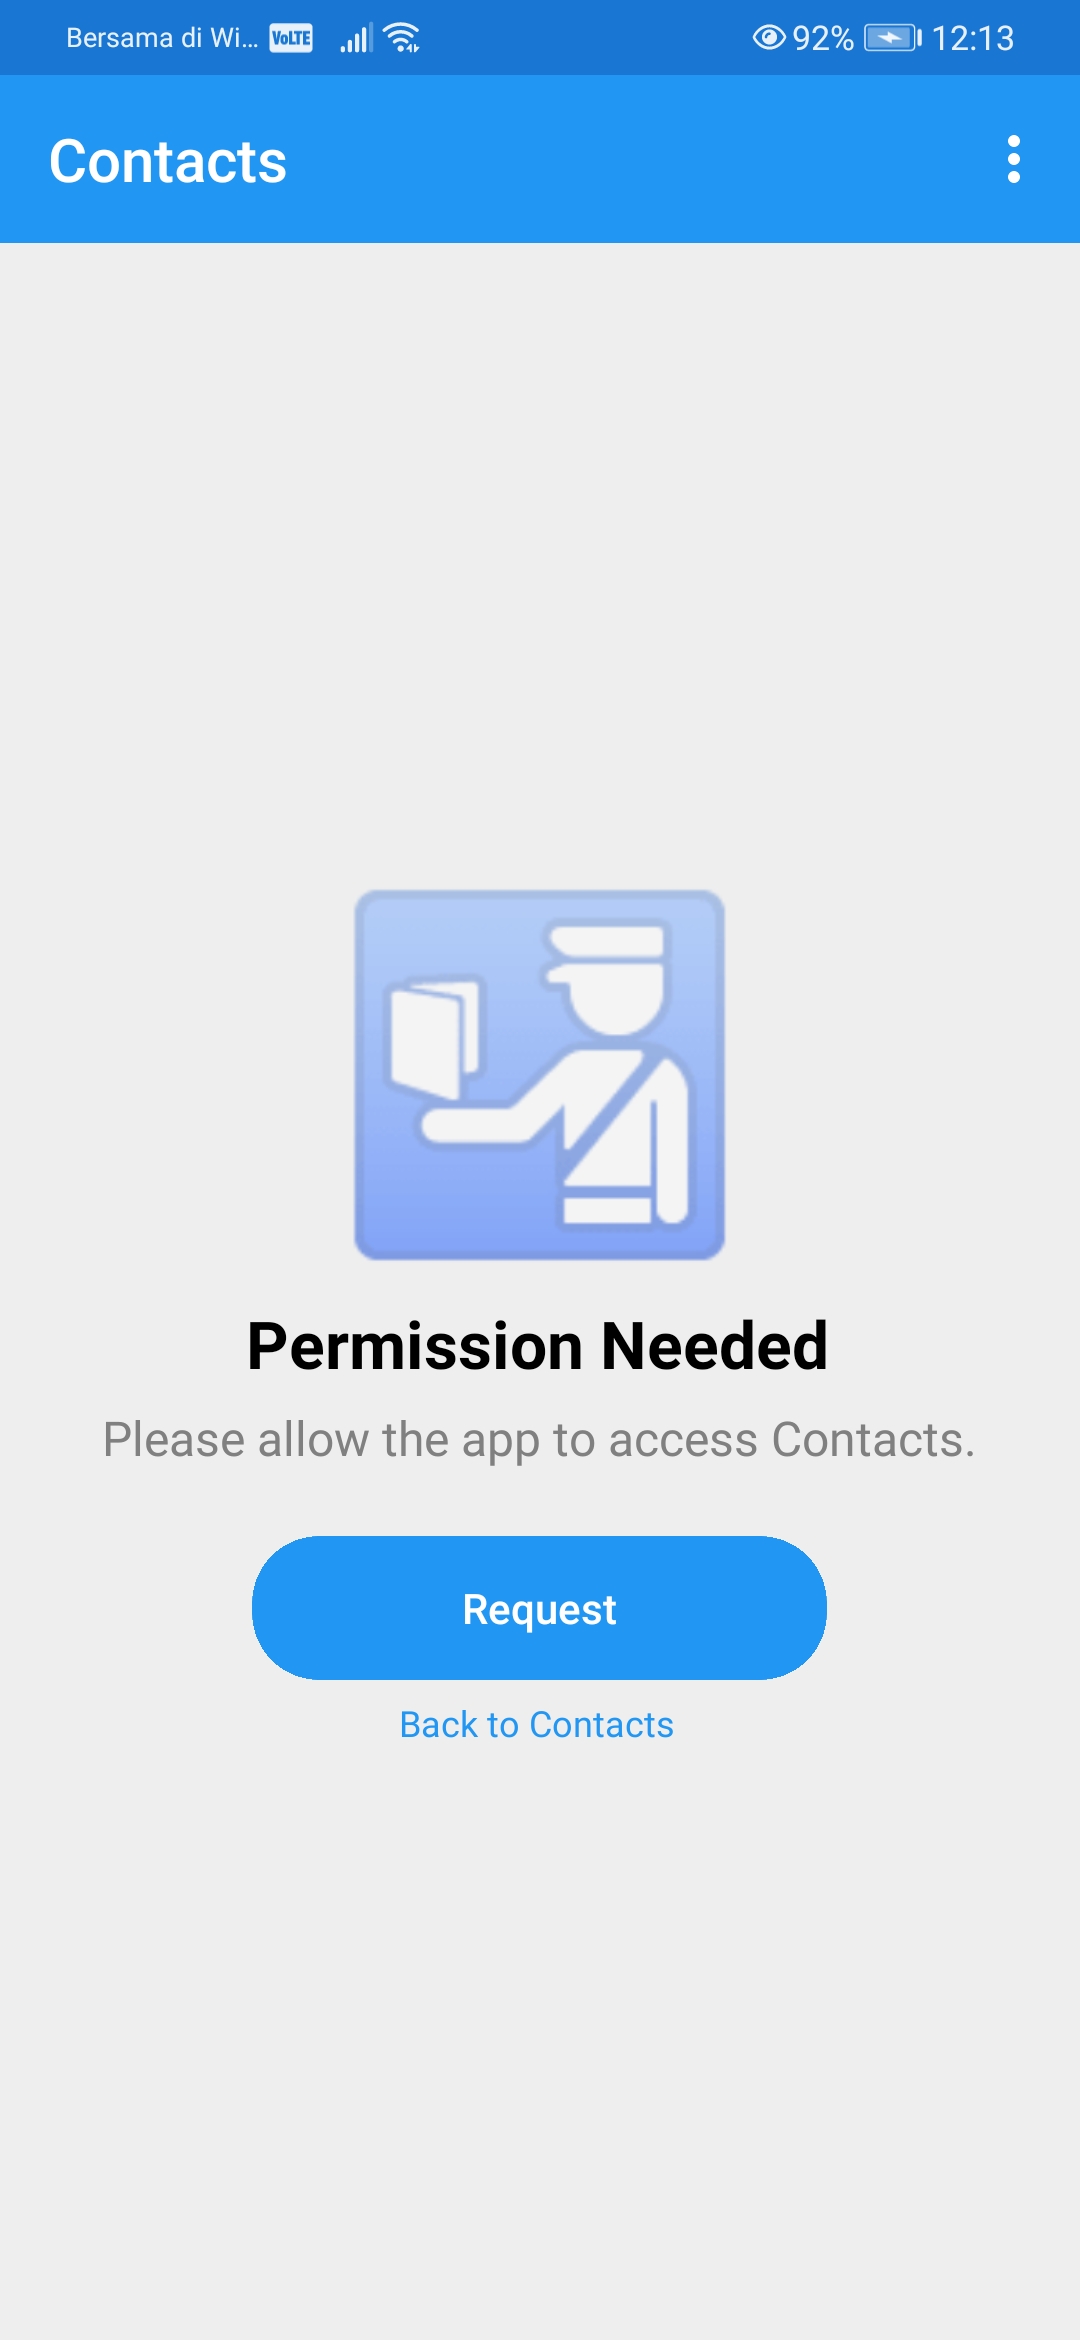 Bersama di Wi... VoLTE 92% 12:13
Contacts
Permission Needed
Please allow the app to access Contacts.
Request
Back to Contacts